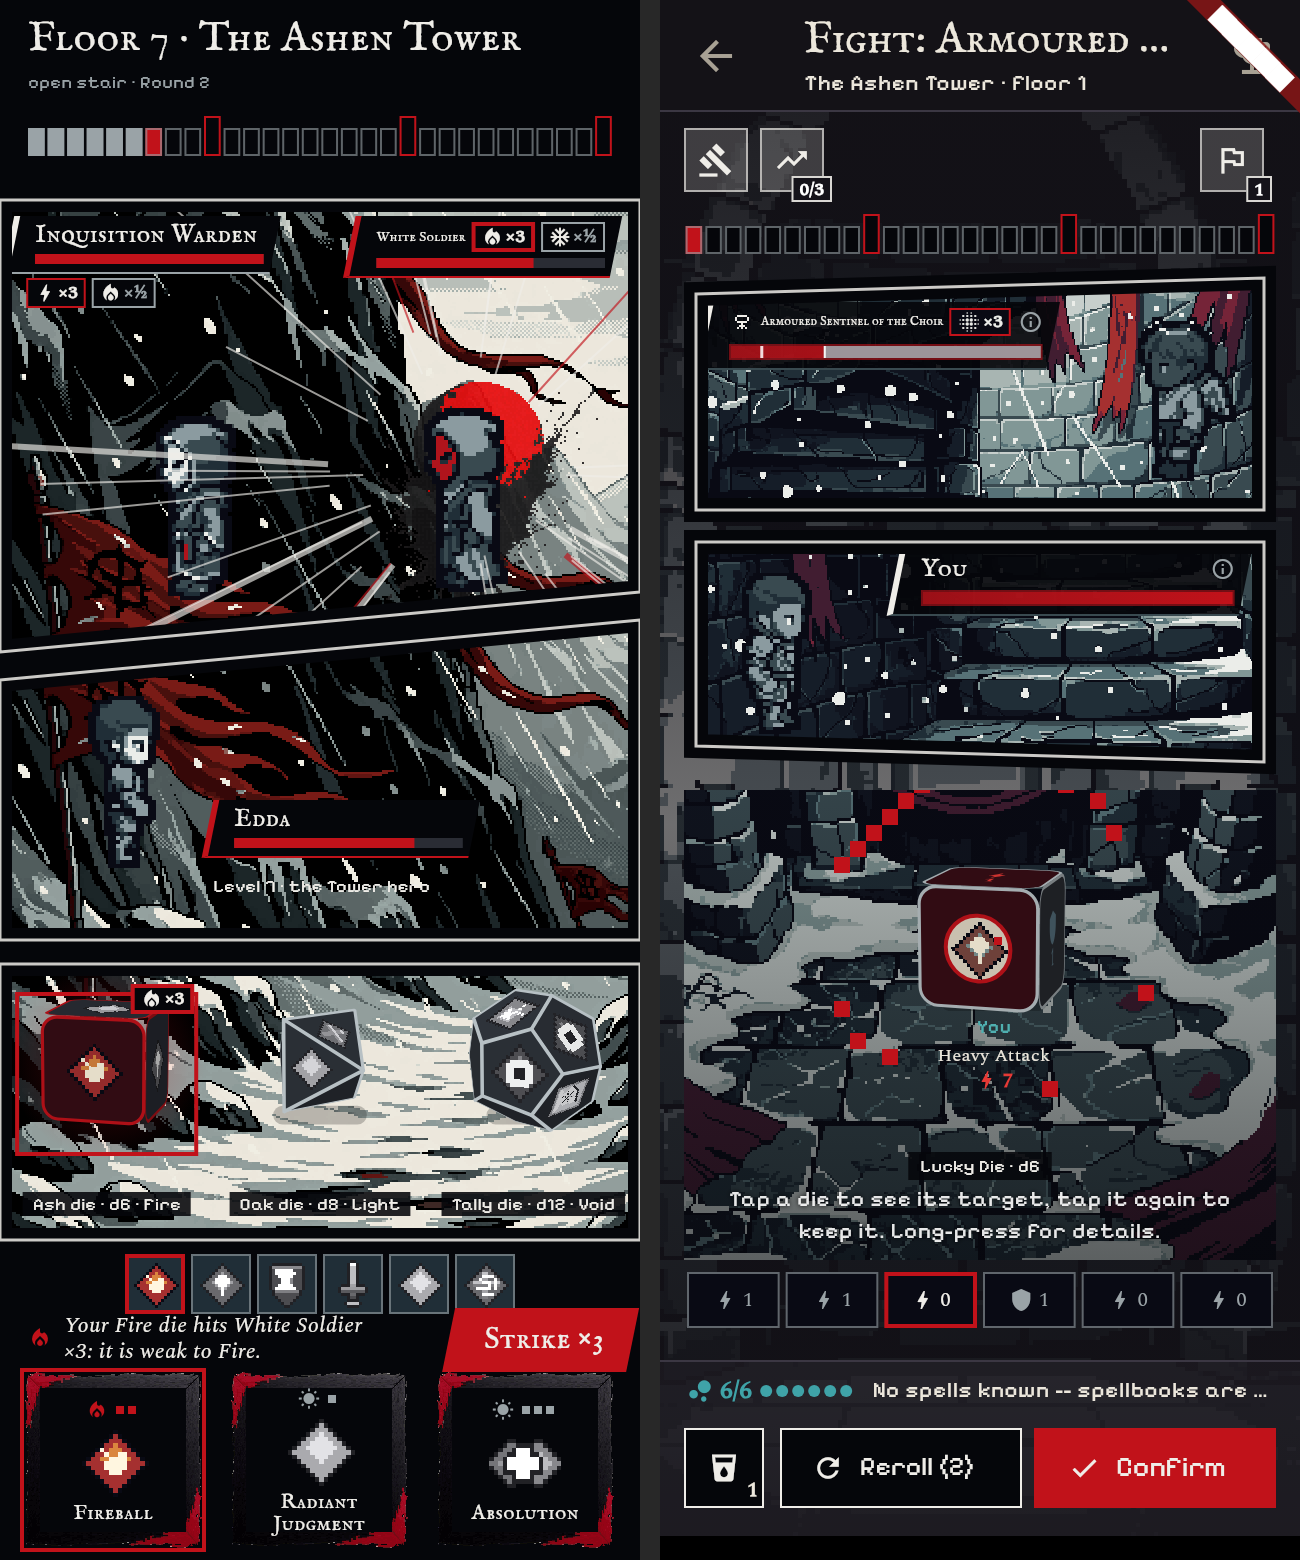 Floor 7 · The Ashen Tower
open stair · Round 2
Inquisition Warden
×3
×½
White Soldier
×3
×½
Edda
Level 7 · the Tower hero
×3
Ash die · d6 · Fire
Oak die · d8 · Light
Tally die · d12 · Void
Your Fire die hits White Soldier
×3: it is weak to Fire.
Strike ×3
Fireball
Radiant
Judgment
Absolution
Fight: Armoured ...
The Ashen Tower · Floor 1
0/3
1
Armoured Sentinel of the Choir
×3
You
You
Heavy Attack
7
Lucky Die · d6
Tap a die to see its target, tap it again to
keep it. Long-press for details.
1
1
0
1
0
0
6/6
No spells known -- spellbooks are ...
1
Reroll (2)
Confirm